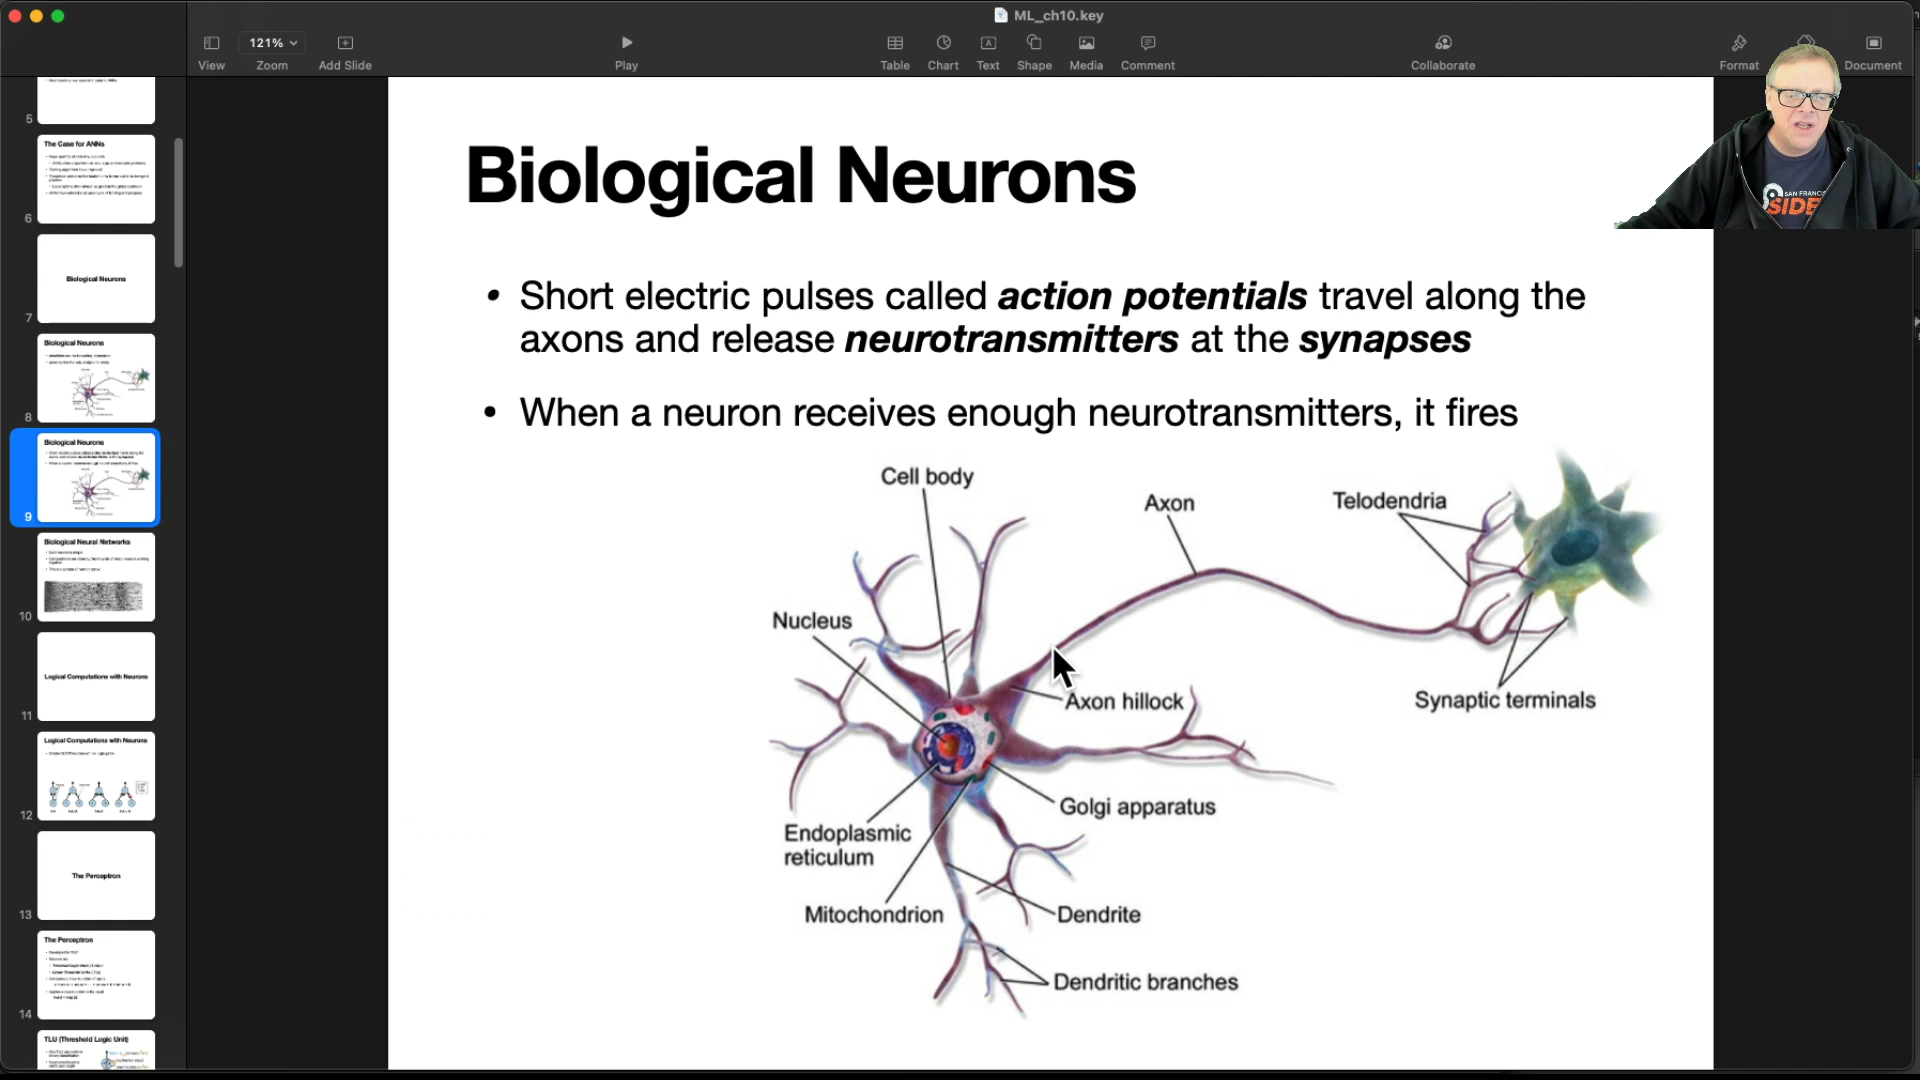 ML_ch10.key
View
121%
Zoom
Add Slide
Play
Table
Chart
Text
Shape
Media
Comment
Collaborate
Format
Document
5
The Case for ANNs
6
Biological Neurons
7
Biological Neurons
8
Biological Neurons
9
Biological Neural Networks
10
Logical Computations with Neurons
11
Logical Computations with Neurons
12
The Perceptron
13
The Perceptron
14
TLU (Threshold Logic Unit)
Biological Neurons
• Short electric pulses called action potentials travel along the
axons and release neurotransmitters at the synapses
• When a neuron receives enough neurotransmitters, it fires
Cell body
Axon
Telodendria
Nucleus
Axon hillock
Synaptic terminals
Golgi apparatus
Endoplasmic
reticulum
Mitochondrion
Dendrite
Dendritic branches
SAN FRANCIS
SIDE